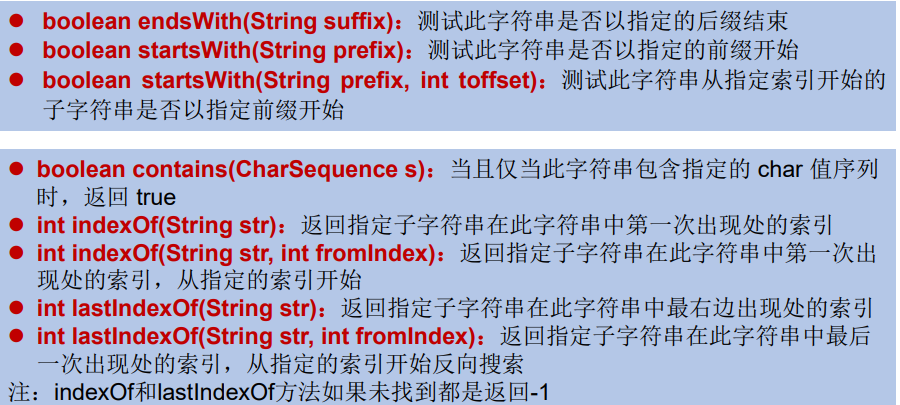 ● boolean endsWith(String suffix)：测试此字符串是否以指定的后缀结束
● boolean startsWith(String prefix)：测试此字符串是否以指定的前缀开始
● boolean startsWith(String prefix, int toffset)：测试此字符串从指定索引开始的
子字符串是否以指定前缀开始
● boolean contains(CharSequence s)：当且仅当此字符串包含指定的 char 值序列
时，返回 true
● int indexOf(String str)：返回指定子字符串在此字符串中第一次出现处的索引
● int indexOf(String str, int fromIndex)：返回指定子字符串在此字符串中第一次出
现处的索引，从指定的索引开始
● int lastIndexOf(String str)：返回指定子字符串在此字符串中最右边出现处的索引
● int lastIndexOf(String str, int fromIndex)：返回指定子字符串在此字符串中最后
一次出现处的索引，从指定的索引开始反向搜索
注：indexOf和lastIndexOf方法如果未找到都是返回-1